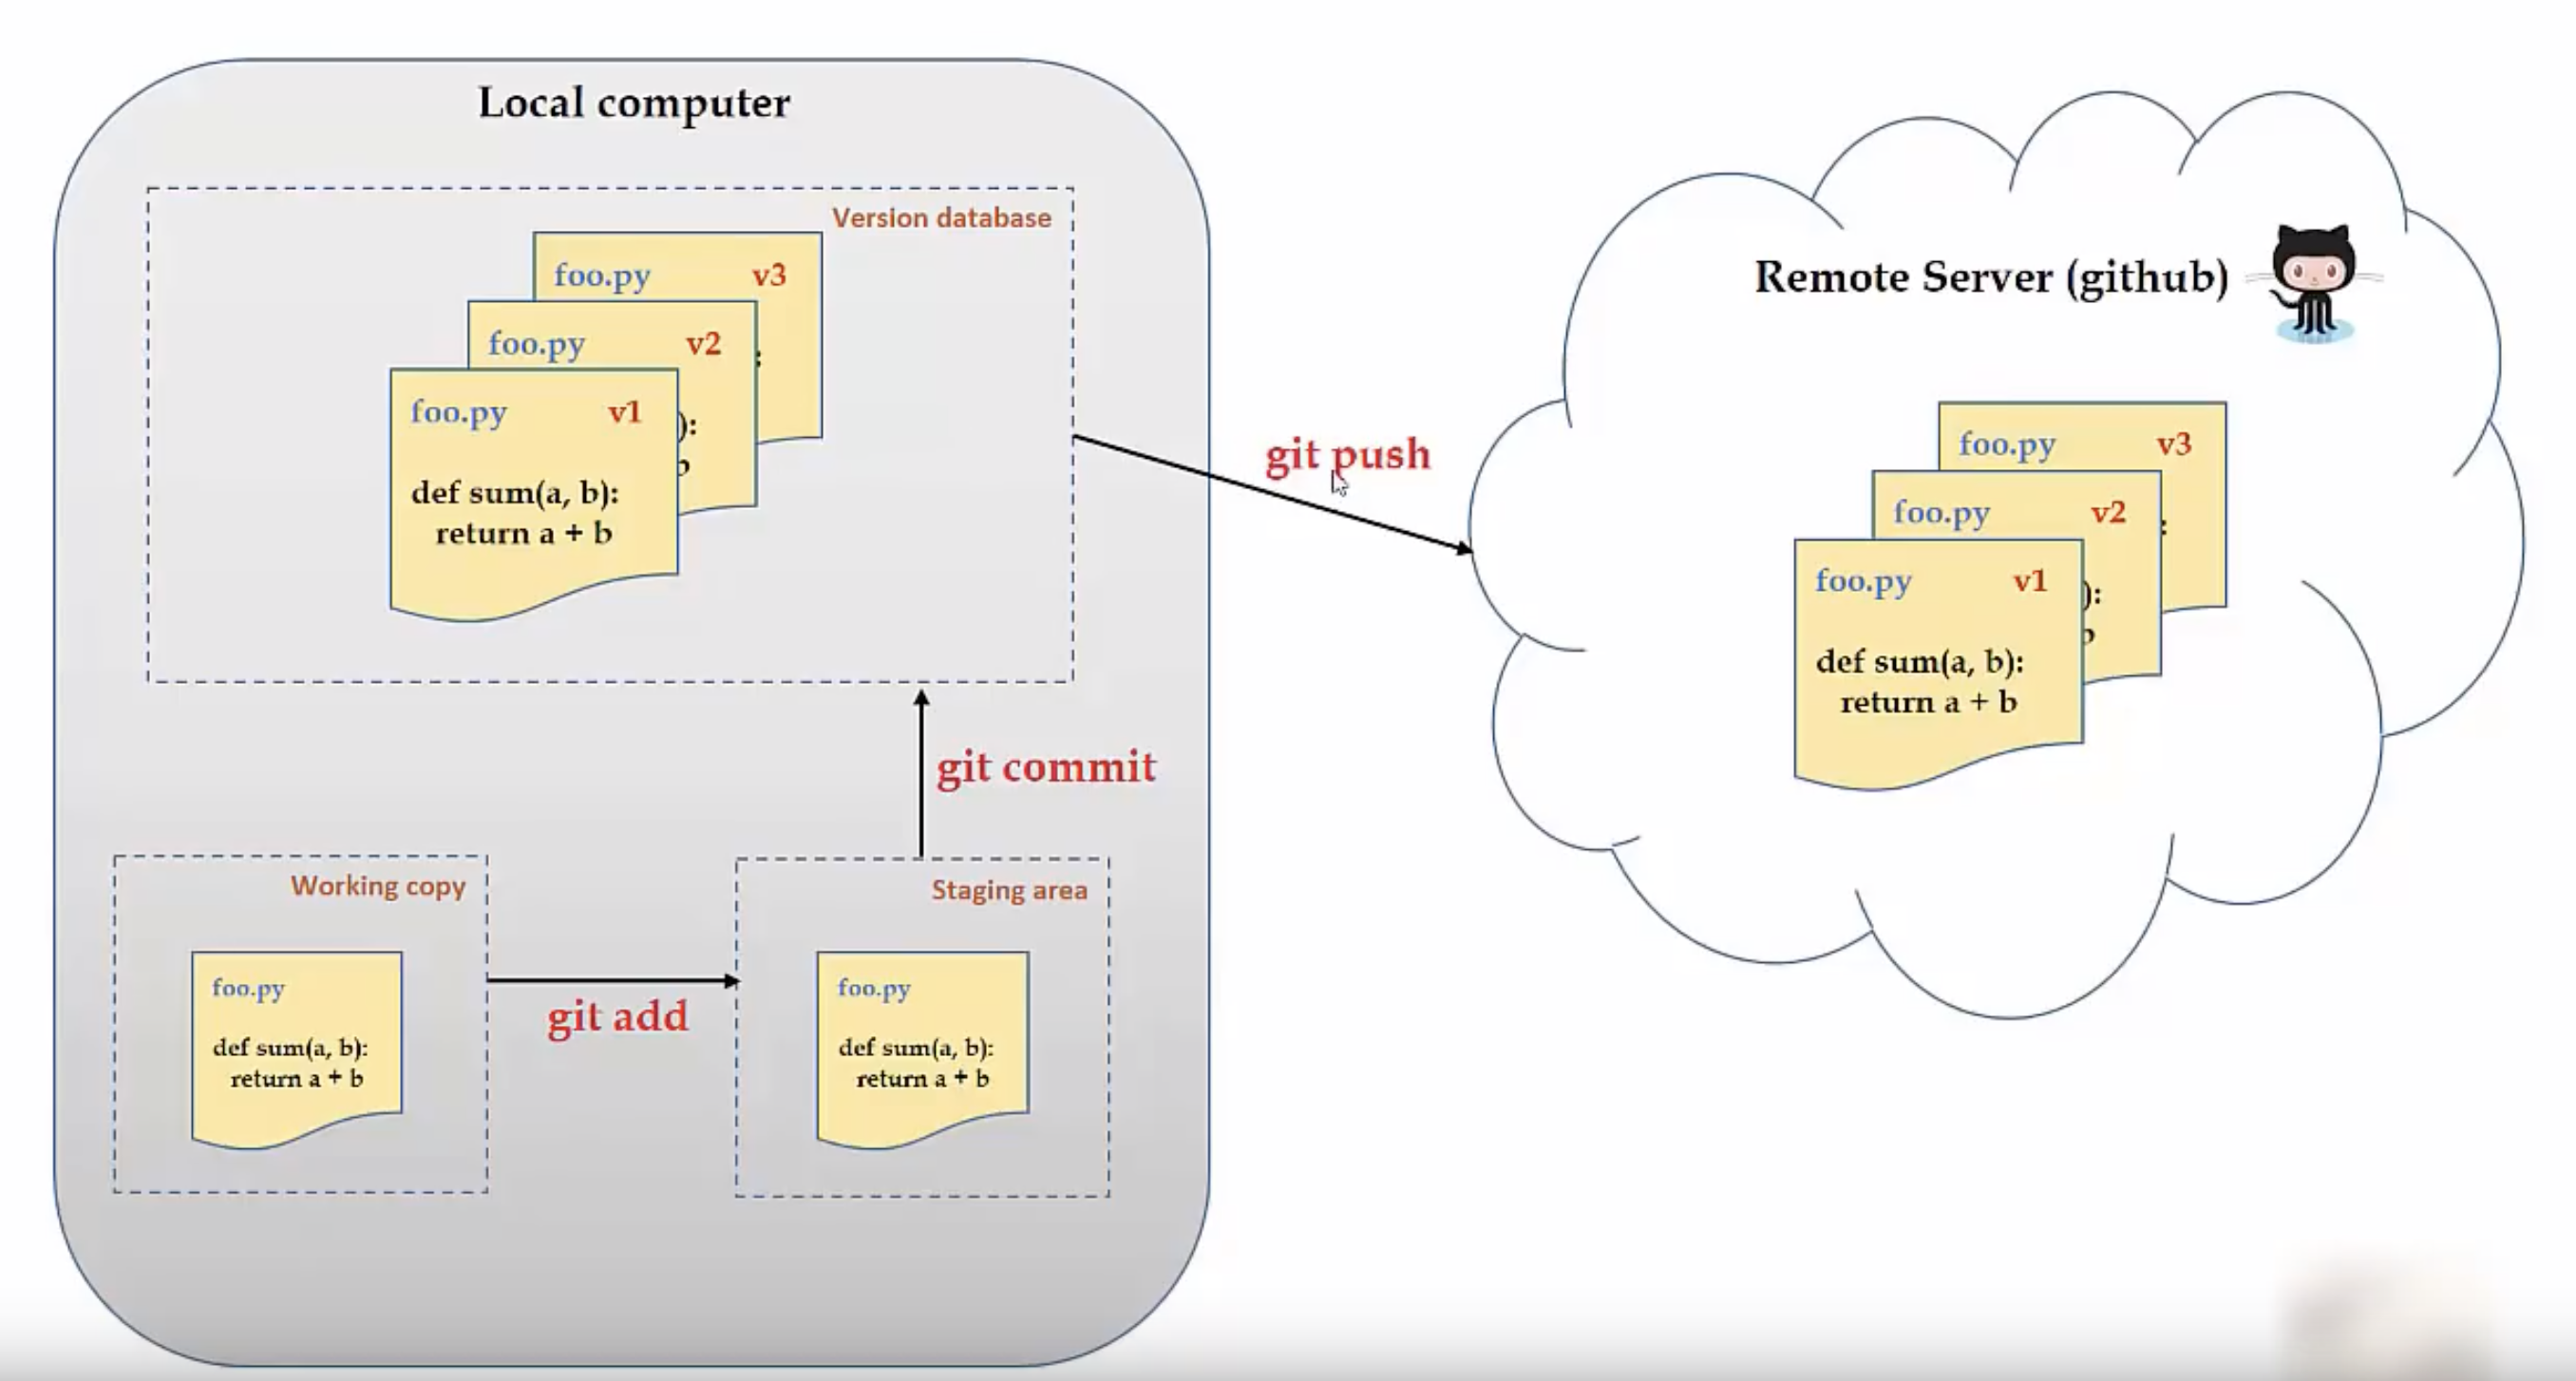 Local computer
Version database
foo.py v3
:
foo.py v2
):
b
foo.py v1
def sum(a, b):
return a + b
git push
Remote Server (github)
foo.py v3
:
foo.py v2
):
b
foo.py v1
def sum(a, b):
return a + b
git commit
Working copy
foo.py
def sum(a, b):
return a + b
git add
Staging area
foo.py
def sum(a, b):
return a + b